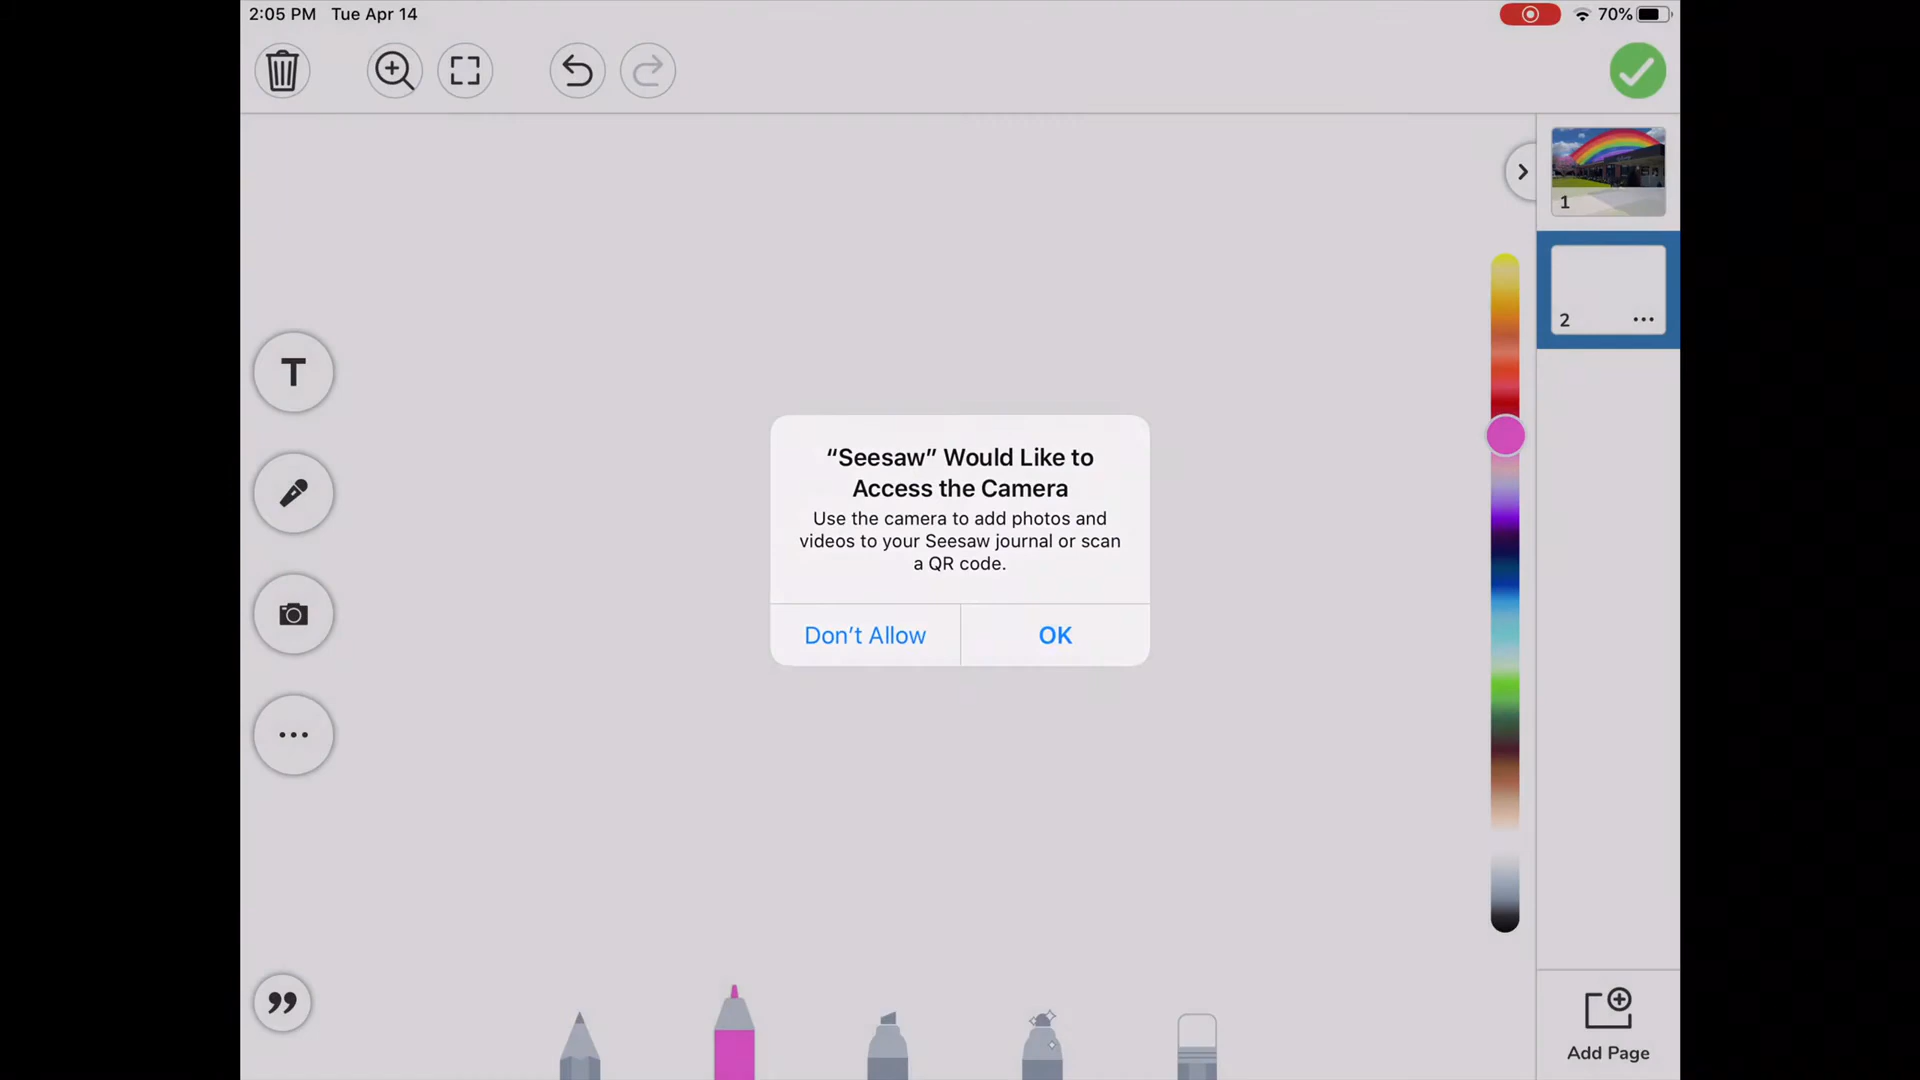 2:05 PM Tue Apr 14
70%
1
2
T
“Seesaw” Would Like to
Access the Camera
Use the camera to add photos and
videos to your Seesaw journal or scan
a QR code.
Don’t Allow
OK
Add Page